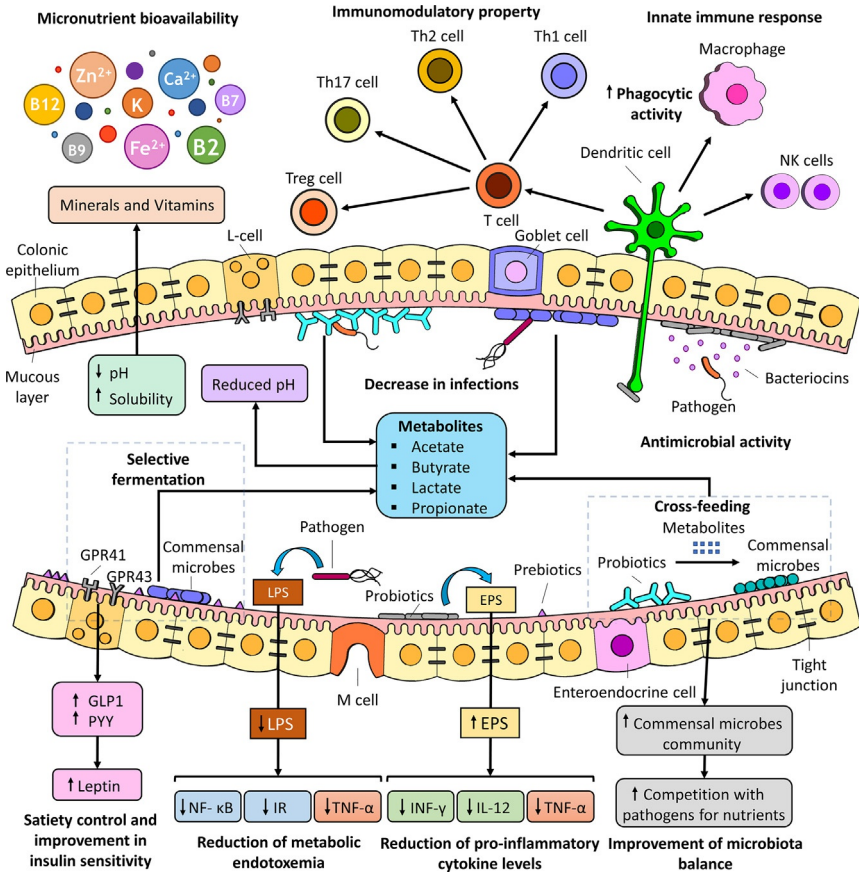 Micronutrient bioavailability
Zn²⁺
Ca²⁺
B12
K
B7
B9
Fe²⁺
B2
Minerals and Vitamins
Immunomodulatory property
Th2 cell
Th1 cell
Th17 cell
Treg cell
T cell
Innate immune response
Macrophage
↑ Phagocytic
activity
Dendritic cell
NK cells
Colonic
epithelium
L-cell
Goblet cell
Mucous
layer
↓ pH
↑ Solubility
Reduced pH
Decrease in infections
Bacteriocins
Pathogen
Antimicrobial activity
Metabolites
▪ Acetate
▪ Butyrate
▪ Lactate
▪ Propionate
Selective
fermentation
GPR41
GPR43
Commensal
microbes
Pathogen
LPS
Probiotics
EPS
Prebiotics
Cross-feeding
Metabolites
Probiotics
Commensal
microbes
M cell
Enteroendocrine cell
Tight
junction
↑ GLP1
↑ PYY
↑ Leptin
Satiety control and
improvement in
insulin sensitivity
↓LPS
↓NF- κB
↓IR
↓TNF-α
Reduction of metabolic
endotoxemia
↑EPS
↓INF-γ
↓IL-12
↓TNF-α
Reduction of pro-inflammatory
cytokine levels
↑ Commensal microbes
community
↑ Competition with
pathogens for nutrients
Improvement of microbiota
balance